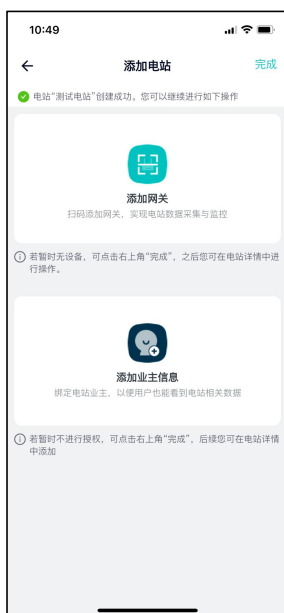 10:49
添加电站
完成
电站“测试电站”创建成功，您可以继续进行如下操作
添加网关
扫码添加网关，实现电站数据采集与监控
若暂时无设备，可点击右上角“完成”，之后您可在电站详情中进
行操作。
添加业主信息
绑定电站业主，以便用户也能看到电站相关数据
若暂时不进行授权，可点击右上角“完成”，后续您可在电站详情
中添加